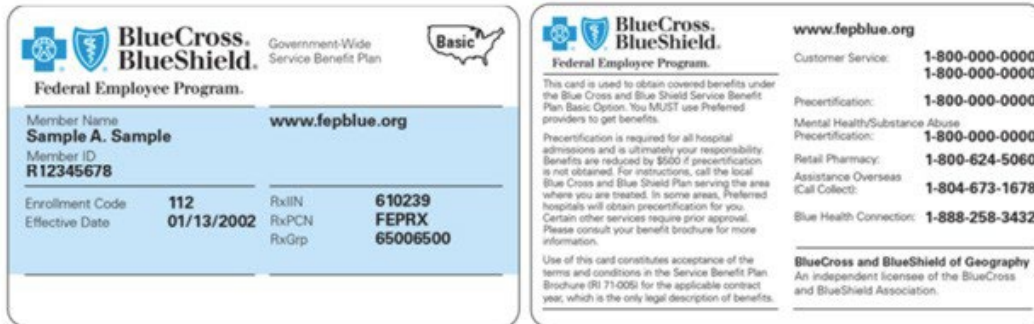 BlueCross.
BlueShield.
Federal Employee Program.
Government-Wide
Service Benefit Plan
Basic
Member Name
Sample A. Sample
Member ID
R12345678
www.fepblue.org
Enrollment Code 112
Effective Date 01/13/2002
RxIIN 610239
RxPCN FEPRX
RxGrp 65006500
BlueCross.
BlueShield.
Federal Employee Program.
This card is used to obtain covered benefits under
the Blue Cross and Blue Shield Service Benefit
Plan Basic Option. You MUST use Preferred
providers to get benefits.
Precertification is required for all hospital
admissions and is ultimately your responsibility.
Benefits are reduced by $500 if precertification
is not obtained. For instructions, call the local
Blue Cross and Blue Shield Plan serving the area
where you are treated. In some areas, Preferred
hospitals will obtain precertification for you.
Certain other services require prior approval.
Please consult your benefit brochure for more
information.
Use of this card constitutes acceptance of the
terms and conditions in the Service Benefit Plan
Brochure (RI 71-005) for the applicable contract
year, which is the only legal description of benefits.
www.fepblue.org
Customer Service: 1-800-000-0000
1-800-000-0000
Precertification: 1-800-000-0000
Mental Health/Substance Abuse
Precertification: 1-800-000-0000
Retail Pharmacy: 1-800-624-5060
Assistance Overseas
(Call Collect): 1-804-673-1678
Blue Health Connection: 1-888-258-3432
BlueCross and BlueShield of Geography
An independent licensee of the BlueCross
and BlueShield Association.